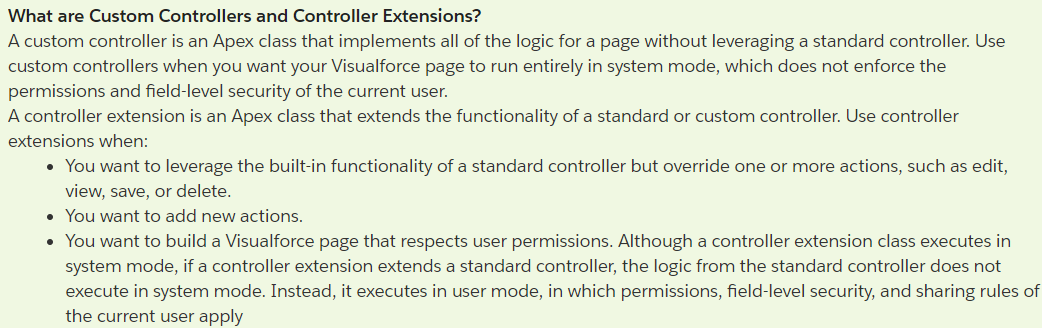 What are Custom Controllers and Controller Extensions?
A custom controller is an Apex class that implements all of the logic for a page without leveraging a standard controller. Use
custom controllers when you want your Visualforce page to run entirely in system mode, which does not enforce the
permissions and field-level security of the current user.
A controller extension is an Apex class that extends the functionality of a standard or custom controller. Use controller
extensions when:
• You want to leverage the built-in functionality of a standard controller but override one or more actions, such as edit,
view, save, or delete.
• You want to add new actions.
• You want to build a Visualforce page that respects user permissions. Although a controller extension class executes in
system mode, if a controller extension extends a standard controller, the logic from the standard controller does not
execute in system mode. Instead, it executes in user mode, in which permissions, field-level security, and sharing rules of
the current user apply